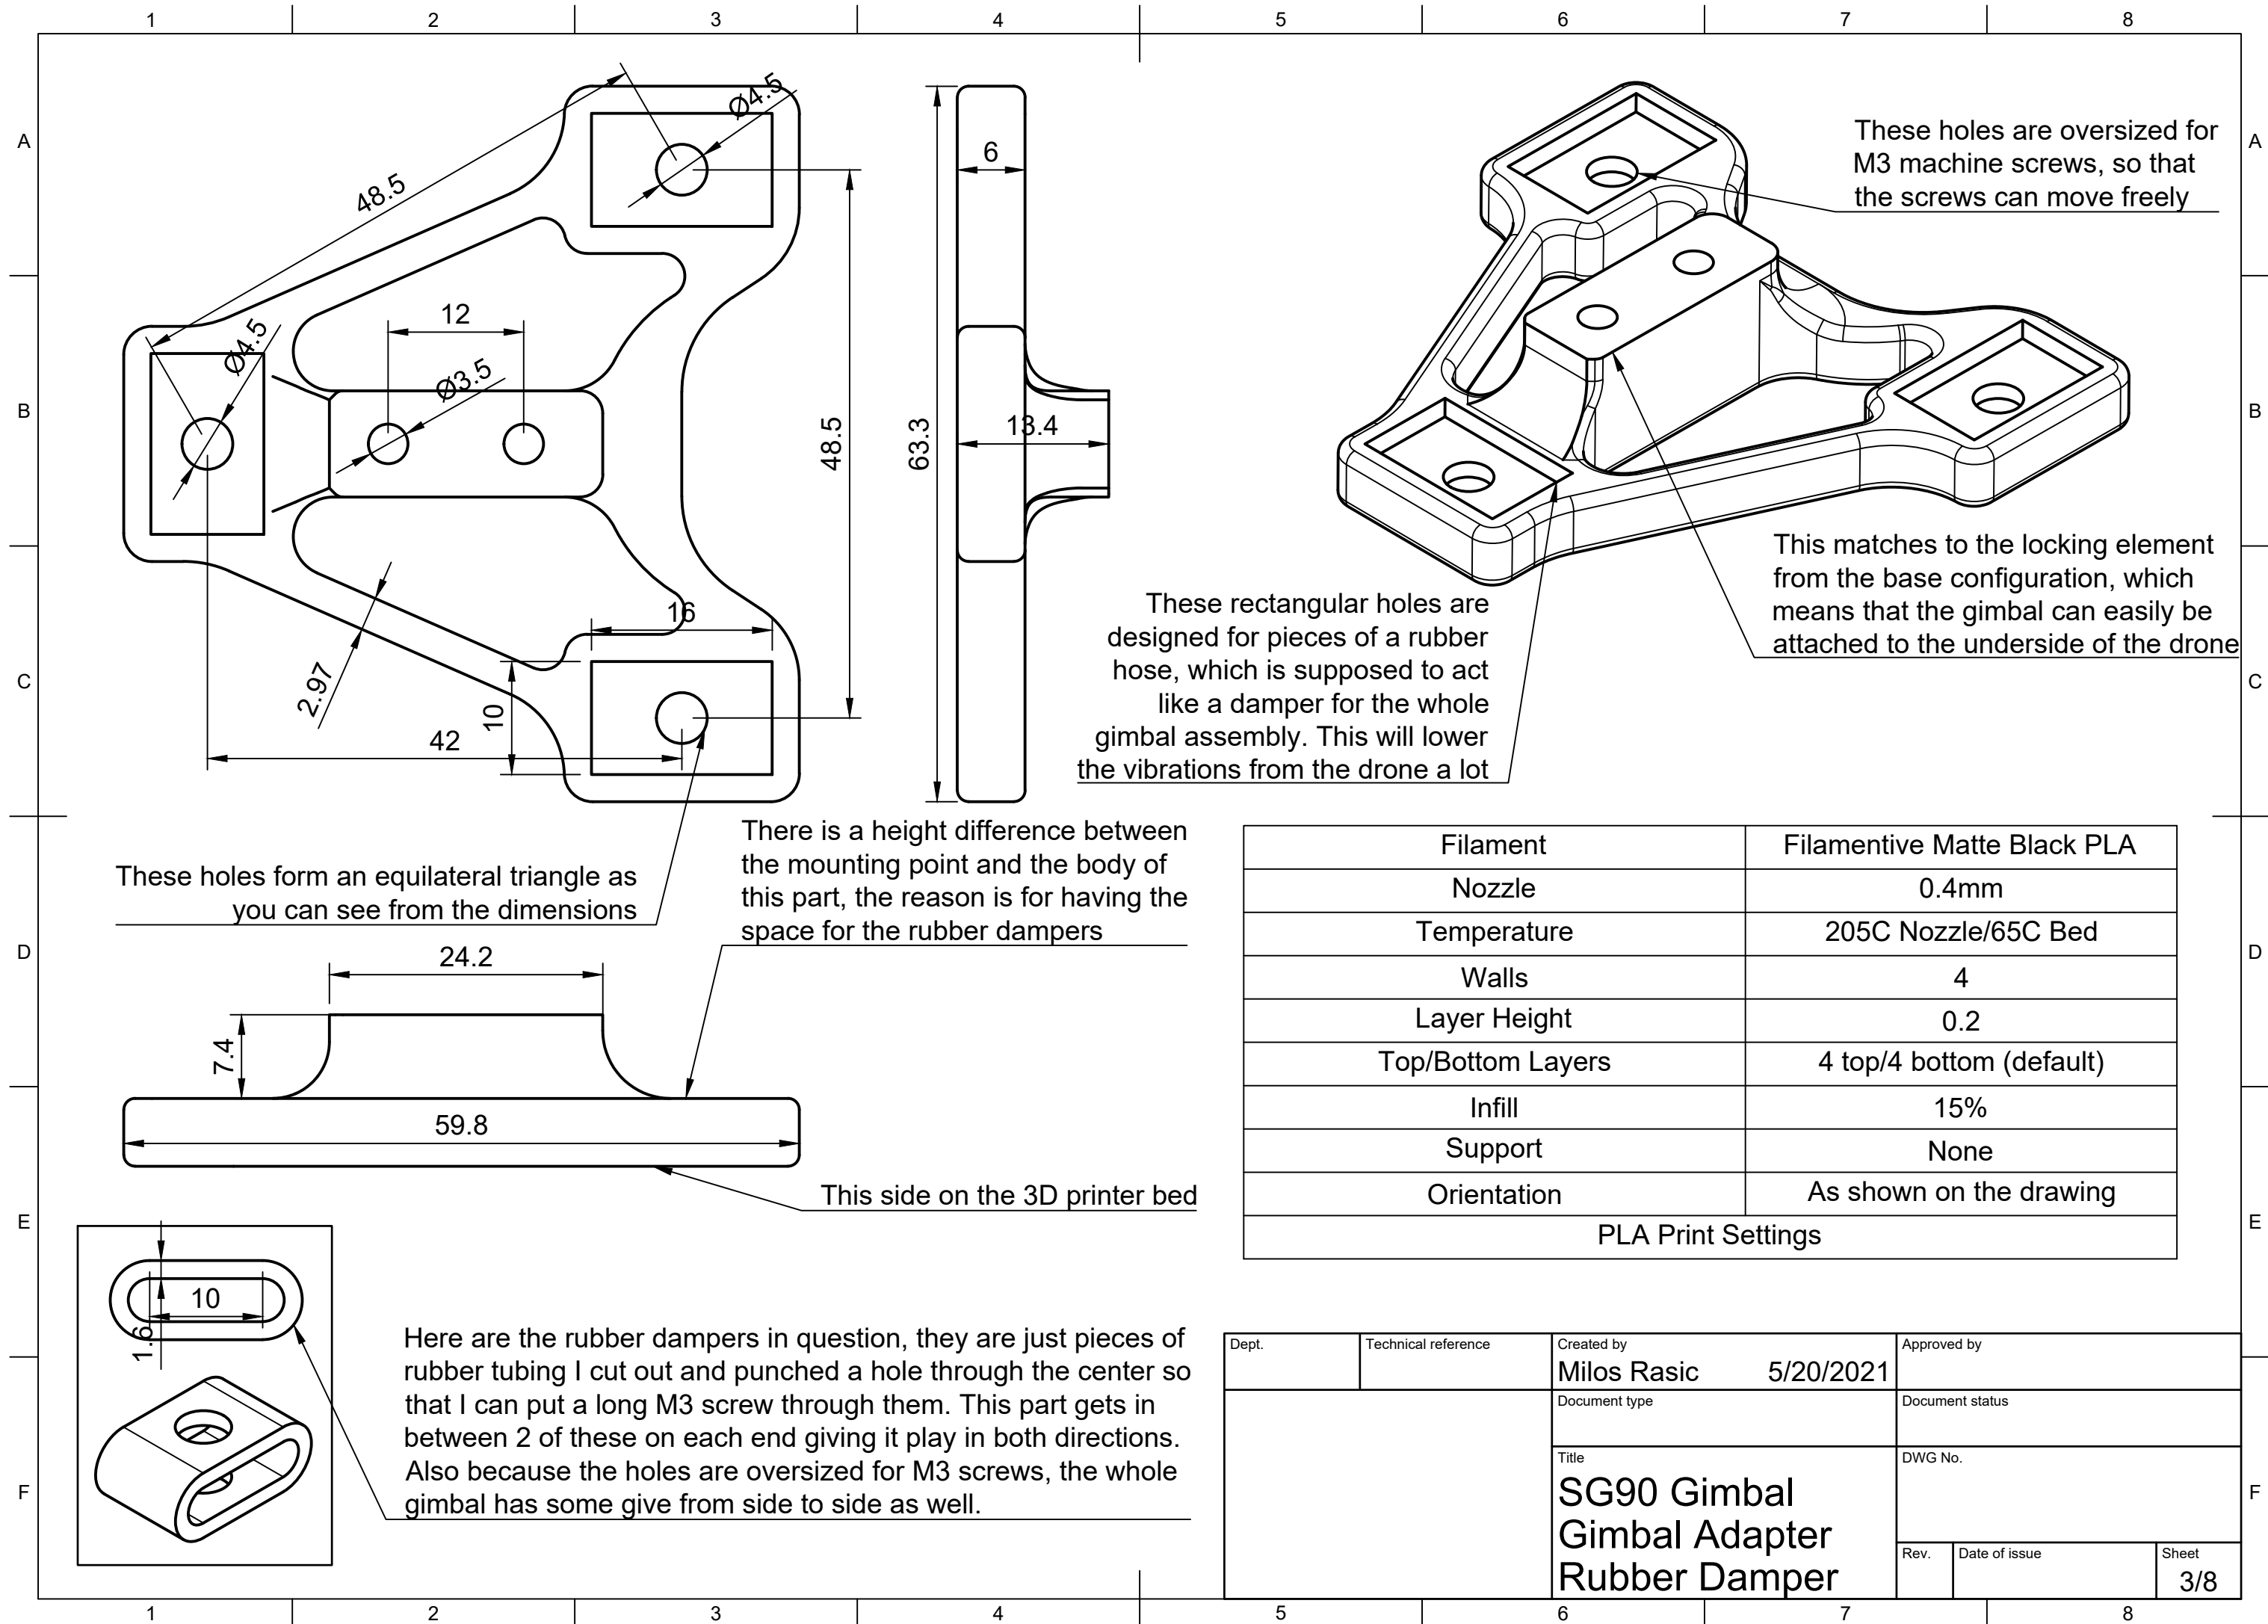 1 2 3 4 5 6 7 8
A
A
B
B
C
C
D
D
E
E
F
F
48.5
Ø4.5
6
12
Ø4.5
Ø3.5
48.5
63.3
13.4
16
2.97
10
42
These holes are oversized for
M3 machine screws, so that
the screws can move freely
This matches to the locking element
from the base configuration, which
means that the gimbal can easily be
attached to the underside of the drone
These rectangular holes are
designed for pieces of a rubber
hose, which is supposed to act
like a damper for the whole
gimbal assembly. This will lower
the vibrations from the drone a lot
These holes form an equilateral triangle as
you can see from the dimensions
There is a height difference between
the mounting point and the body of
this part, the reason is for having the
space for the rubber dampers
24.2
7.4
59.8
This side on the 3D printer bed
Filament Filamentive Matte Black PLA
Nozzle 0.4mm
Temperature 205C Nozzle/65C Bed
Walls 4
Layer Height 0.2
Top/Bottom Layers 4 top/4 bottom (default)
Infill 15%
Support None
Orientation As shown on the drawing
PLA Print Settings
10
1.6
Here are the rubber dampers in question, they are just pieces of
rubber tubing I cut out and punched a hole through the center so
that I can put a long M3 screw through them. This part gets in
between 2 of these on each end giving it play in both directions.
Also because the holes are oversized for M3 screws, the whole
gimbal has some give from side to side as well.
Dept. Technical reference Created by Approved by
Milos Rasic 5/20/2021
Document type Document status
Title DWG No.
SG90 Gimbal
Gimbal Adapter
Rubber Damper
Rev. Date of issue Sheet
3/8
1 2 3 4 5 6 7 8